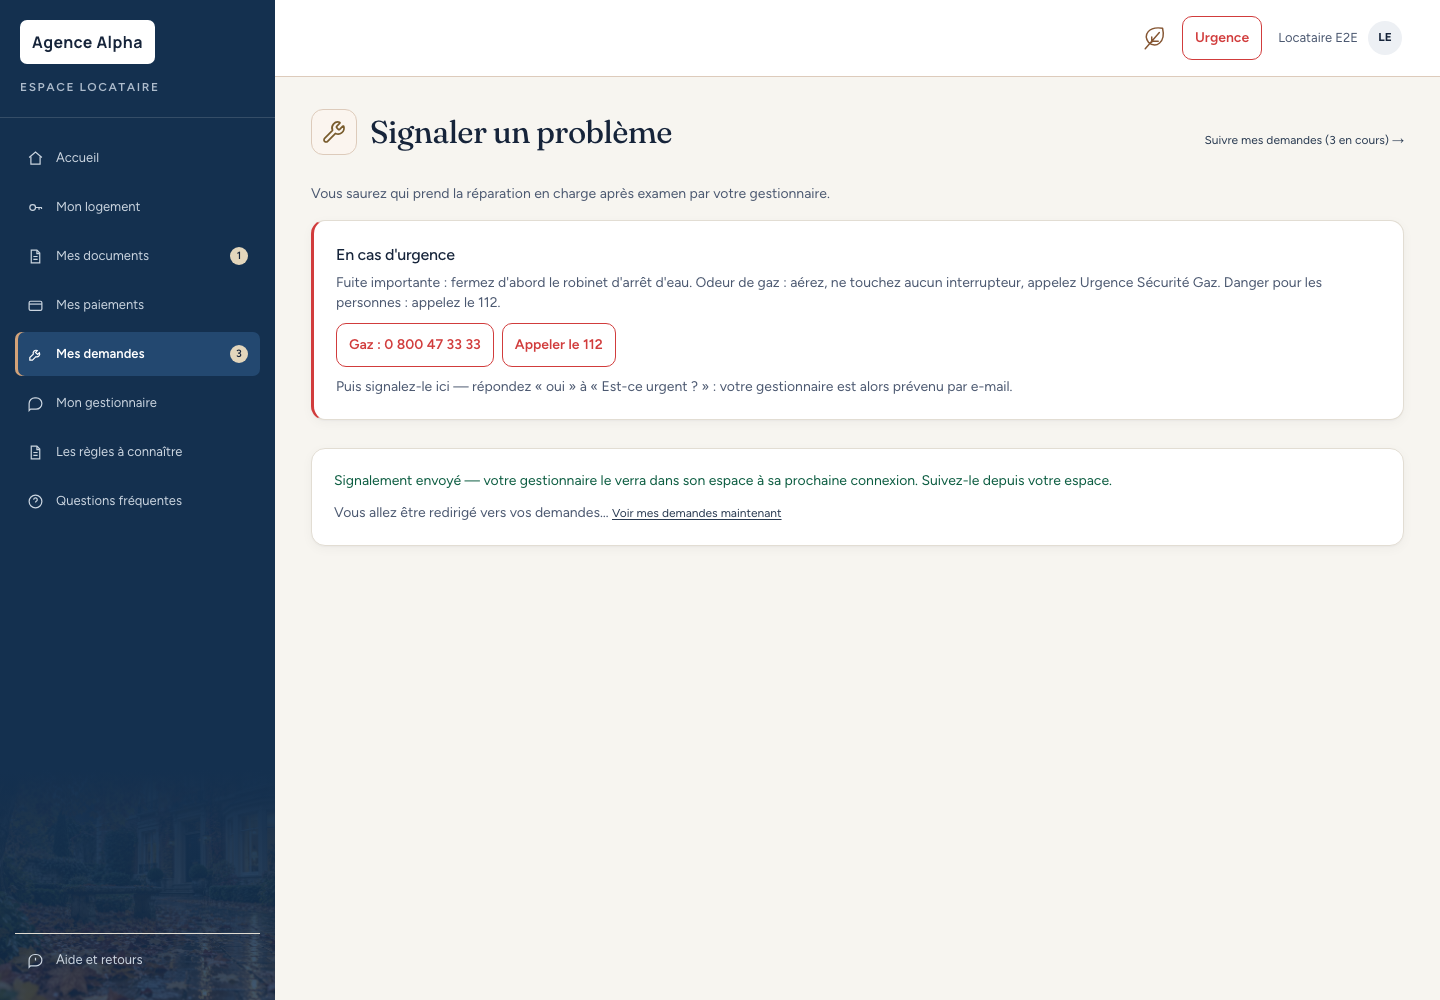 Agence Alpha
ESPACE LOCATAIRE
Accueil
Mon logement
Mes documents 1
Mes paiements
Mes demandes 3
Mon gestionnaire
Les règles à connaître
Questions fréquentes
Aide et retours
Urgence
Locataire E2E LE
Signaler un problème
Suivre mes demandes (3 en cours) →
Vous saurez qui prend la réparation en charge après examen par votre gestionnaire.
En cas d'urgence
Fuite importante : fermez d'abord le robinet d'arrêt d'eau. Odeur de gaz : aérez, ne touchez aucun interrupteur, appelez Urgence Sécurité Gaz. Danger pour les
personnes : appelez le 112.
Gaz : 0 800 47 33 33
Appeler le 112
Puis signalez-le ici — répondez « oui » à « Est-ce urgent ? » : votre gestionnaire est alors prévenu par e-mail.
Signalement envoyé — votre gestionnaire le verra dans son espace à sa prochaine connexion. Suivez-le depuis votre espace.
Vous allez être redirigé vers vos demandes… Voir mes demandes maintenant